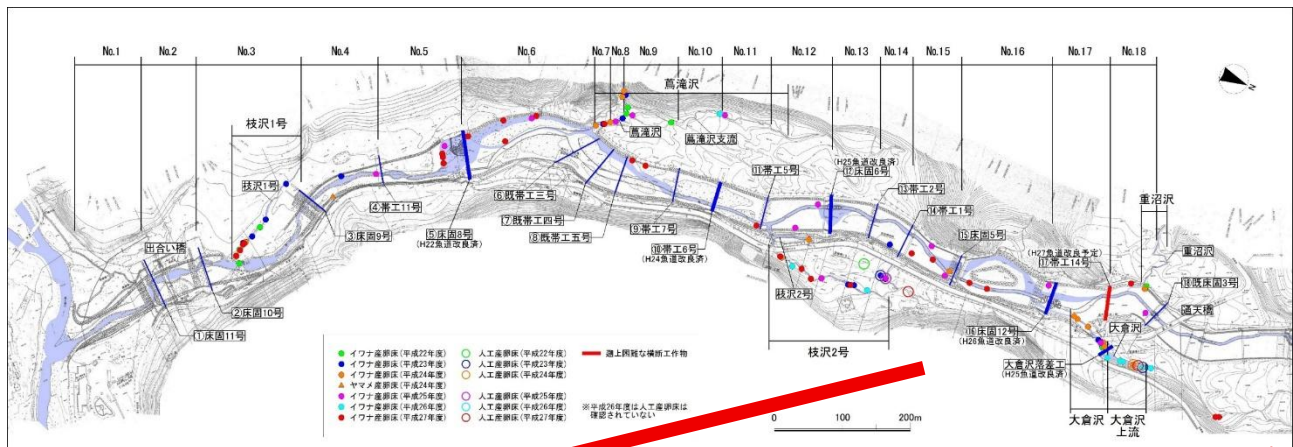 No.1 No.2 No.3 No.4 No.5 No.6 No.7 No.8 No.9 No.10 No.11 No.12 No.13 No.14 No.15 No.16 No.17 No.18
蔦滝沢
枝沢1号
蔦滝沢
蔦滝沢支流
(H25魚道改良済)
⑫床固6号
⑪帯工5号
枝沢1号
⑥既帯工三号
⑬帯工2号
重沼沢
④帯工11号
⑦既帯工四号
⑭帯工1号
③床固9号
⑤床固8号
(H22魚道改良済)
⑧既帯工五号
⑨帯工7号
⑮床固5号
重沼沢
出合い橋
⑩帯工6号
(H24魚道改良済)
(H27魚道改良予定)
⑰帯工14号
⑱既床固3号
通天橋
②床固10号
枝沢2号
①床固11号
⑯床固12号
(H26魚道改良済)
大倉沢
枝沢2号
大倉沢落差工
(H25魚道改良済)
イワナ産卵床(平成22年度)
イワナ産卵床(平成23年度)
イワナ産卵床(平成24年度)
ヤマメ産卵床(平成24年度)
イワナ産卵床(平成25年度)
イワナ産卵床(平成26年度)
イワナ産卵床(平成27年度)
人工産卵床(平成22年度)
人工産卵床(平成23年度)
人工産卵床(平成24年度)
人工産卵床(平成25年度)
人工産卵床(平成26年度)
人工産卵床(平成27年度)
遡上困難な横断工作物
※平成26年度は人工産卵床は
確認されていない
0 100 200m
大倉沢
大倉沢
上流
N